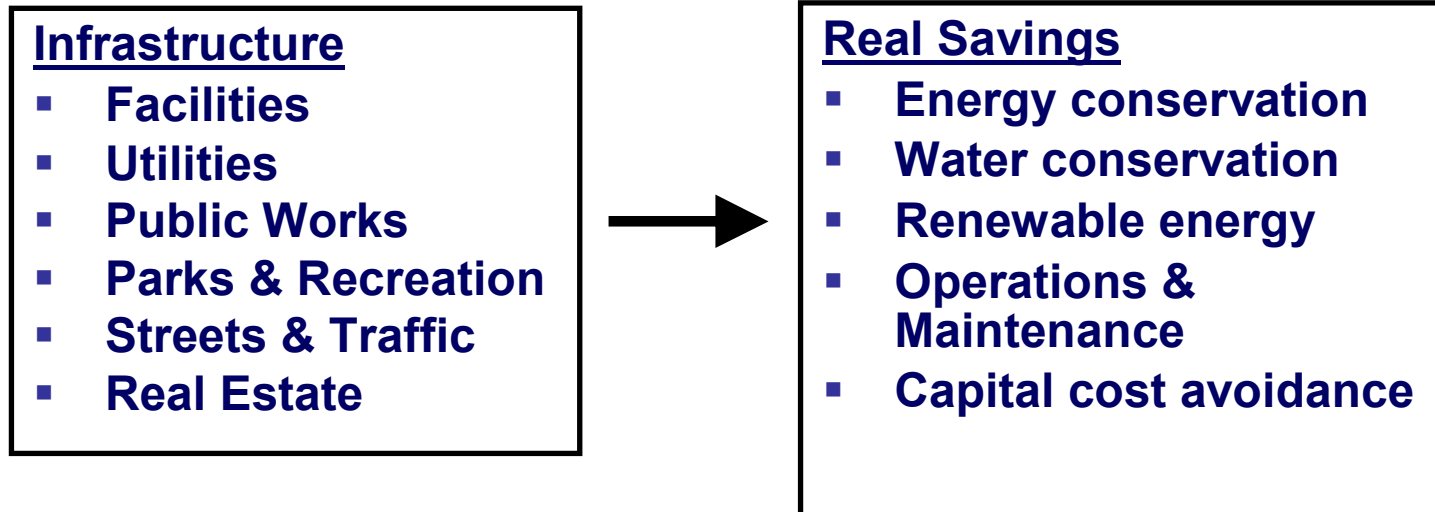 Infrastructure
▪ Facilities
▪ Utilities
▪ Public Works
▪ Parks & Recreation
▪ Streets & Traffic
▪ Real Estate
Real Savings
▪ Energy conservation
▪ Water conservation
▪ Renewable energy
▪ Operations &
Maintenance
▪ Capital cost avoidance